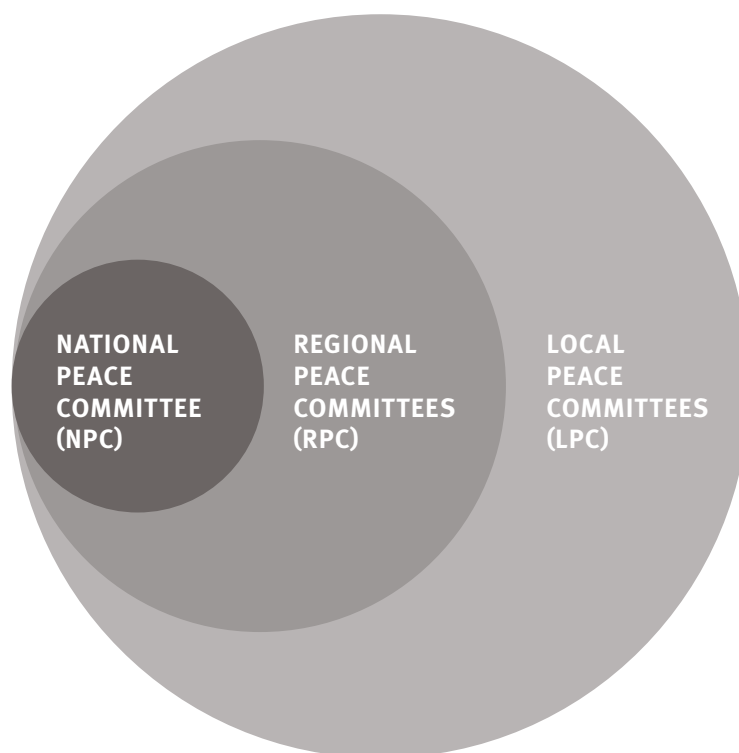 NATIONAL
PEACE
COMMITTEE
(NPC)
REGIONAL
PEACE
COMMITTEES
(RPC)
LOCAL
PEACE
COMMITTEES
(LPC)